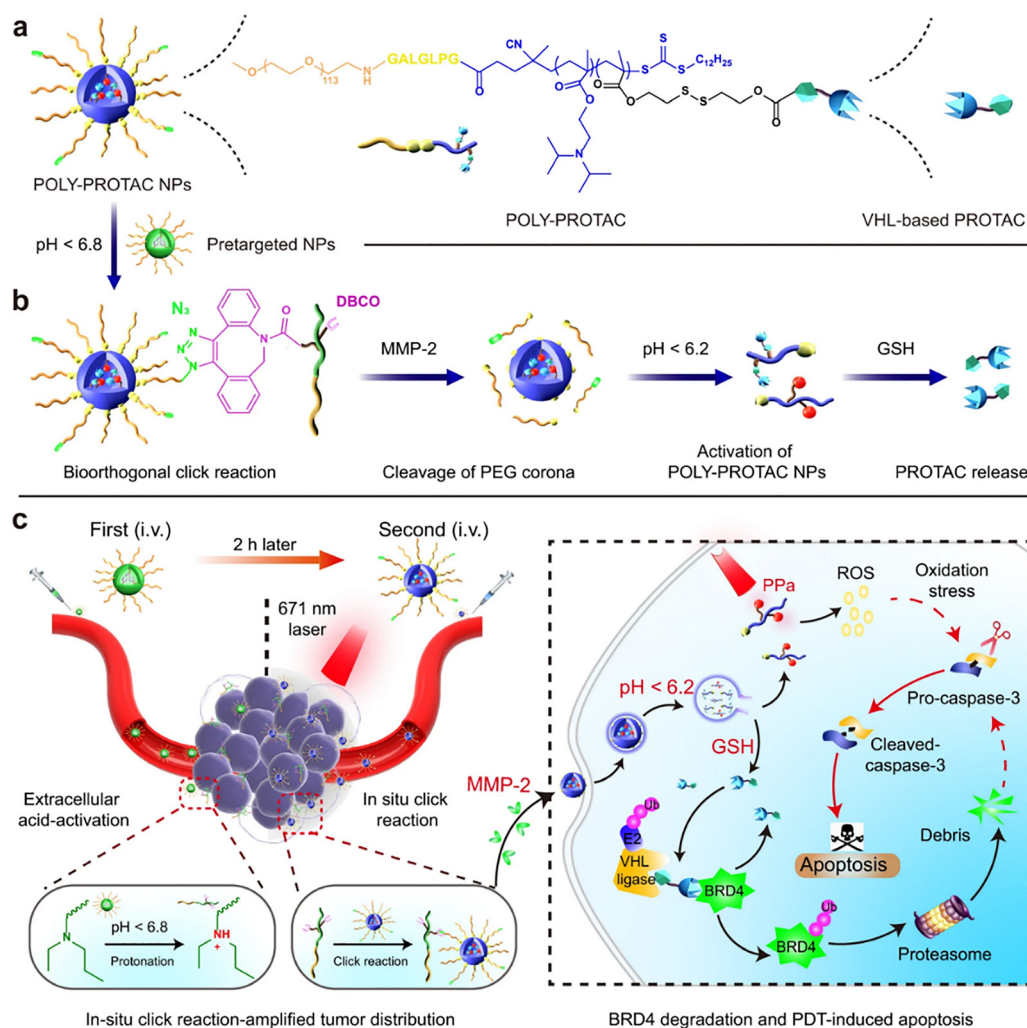 a
POLY-PROTAC NPs
O
O
113
N
H
GALGLPG
O
CN
O
O
N
O
O
S
S
O
O
S
S
S
C12H25
POLY-PROTAC
VHL-based PROTAC
pH < 6.8
Pretargeted NPs
b
N3
N
N
N
N
O
DBCO
MMP-2
pH < 6.2
GSH
Bioorthogonal click reaction
Cleavage of PEG corona
Activation of
POLY-PROTAC NPs
PROTAC release
c
First (i.v.)
2 h later
Second (i.v.)
671 nm
laser
Extracellular
acid-activation
In situ click
reaction
N
pH < 6.8
Protonation
NH
+
Click reaction
In-situ click reaction-amplified tumor distribution
MMP-2
PPa
ROS
Oxidation
stress
pH < 6.2
GSH
Pro-caspase-3
Cleaved-
caspase-3
Apoptosis
Debris
Ub
E2
VHL
ligase
BRD4
Ub
BRD4
Proteasome
BRD4 degradation and PDT-induced apoptosis